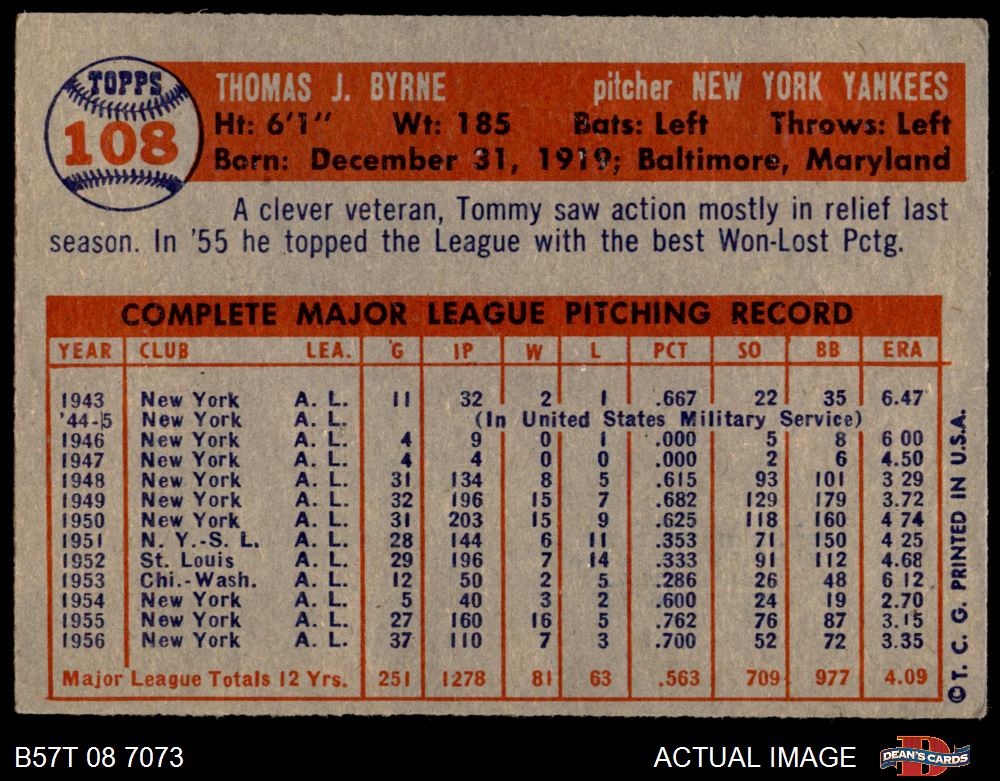 TOPPS
108
THOMAS J. BYRNE pitcher NEW YORK YANKEES
Ht: 6'1" Wt: 185 Bats: Left Throws: Left
Born: December 31, 1919; Baltimore, Maryland
A clever veteran, Tommy saw action mostly in relief last
season. In '55 he topped the League with the best Won-Lost Pctg.
COMPLETE MAJOR LEAGUE PITCHING RECORD
YEAR CLUB LEA. G IP W L PCT SO BB ERA
1943 New York A. L. 11 32 2 1 .667 22 35 6.47
'44-5 New York A. L. (In United States Military Service)
1946 New York A. L. 4 9 0 1 .000 5 8 6 00
1947 New York A. L. 4 4 0 0 .000 2 6 4.50
1948 New York A. L. 31 134 8 5 .615 93 101 3 29
1949 New York A. L. 32 196 15 7 .682 129 179 3.72
1950 New York A. L. 31 203 15 9 .625 118 160 4 74
1951 N. Y.-S. L. A. L. 28 144 6 11 .353 71 150 4 25
1952 St. Louis A. L. 29 196 7 14 .333 91 112 4.68
1953 Chi.-Wash. A. L. 12 50 2 5 .286 26 48 6 12
1954 New York A. L. 5 40 3 2 .600 24 19 2.70
1955 New York A. L. 27 160 16 5 .762 76 87 3.15
1956 New York A. L. 37 110 7 3 .700 52 72 3.35
Major League Totals 12 Yrs. 251 1278 81 63 .563 709 977 4.09
© T. C. G. PRINTED IN U.S.A.
B57T 08 7073 ACTUAL IMAGE DEAN'S CARDS